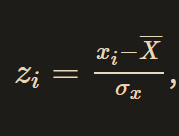 z_i = \frac{x_i - \overline{X}}{\sigma_x},